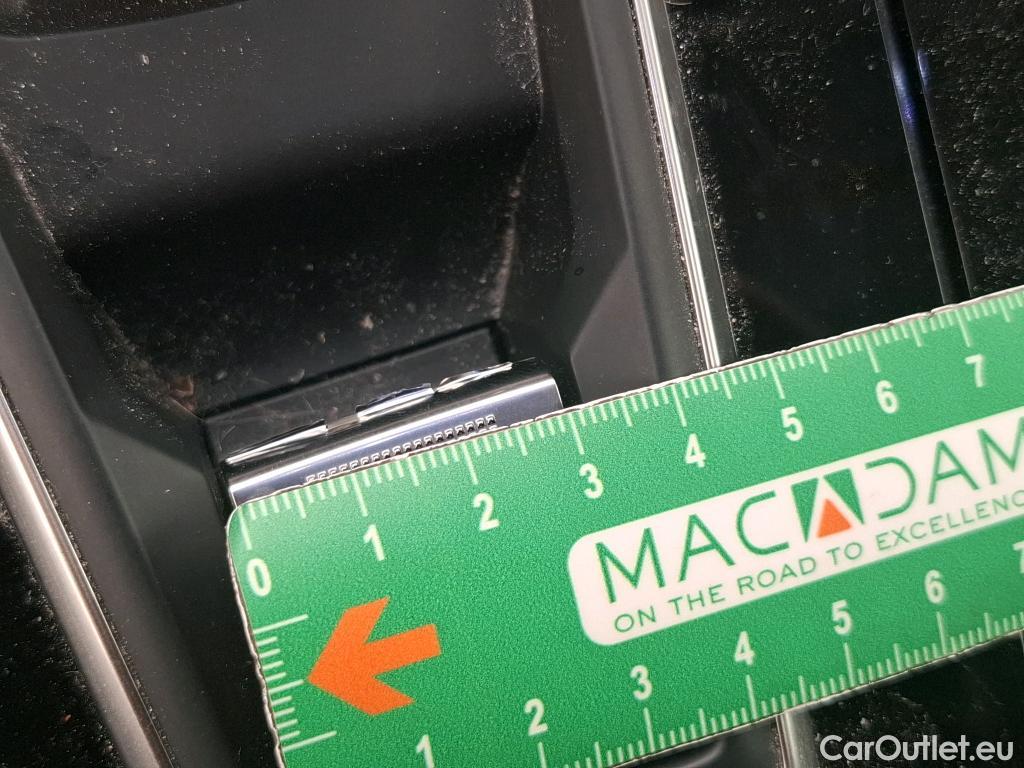 0 1 2 3 4 5 6 7
MACADAM
ON THE ROAD TO EXCELLENC
1 2 3 4 5 6 7
CarOutlet.eu